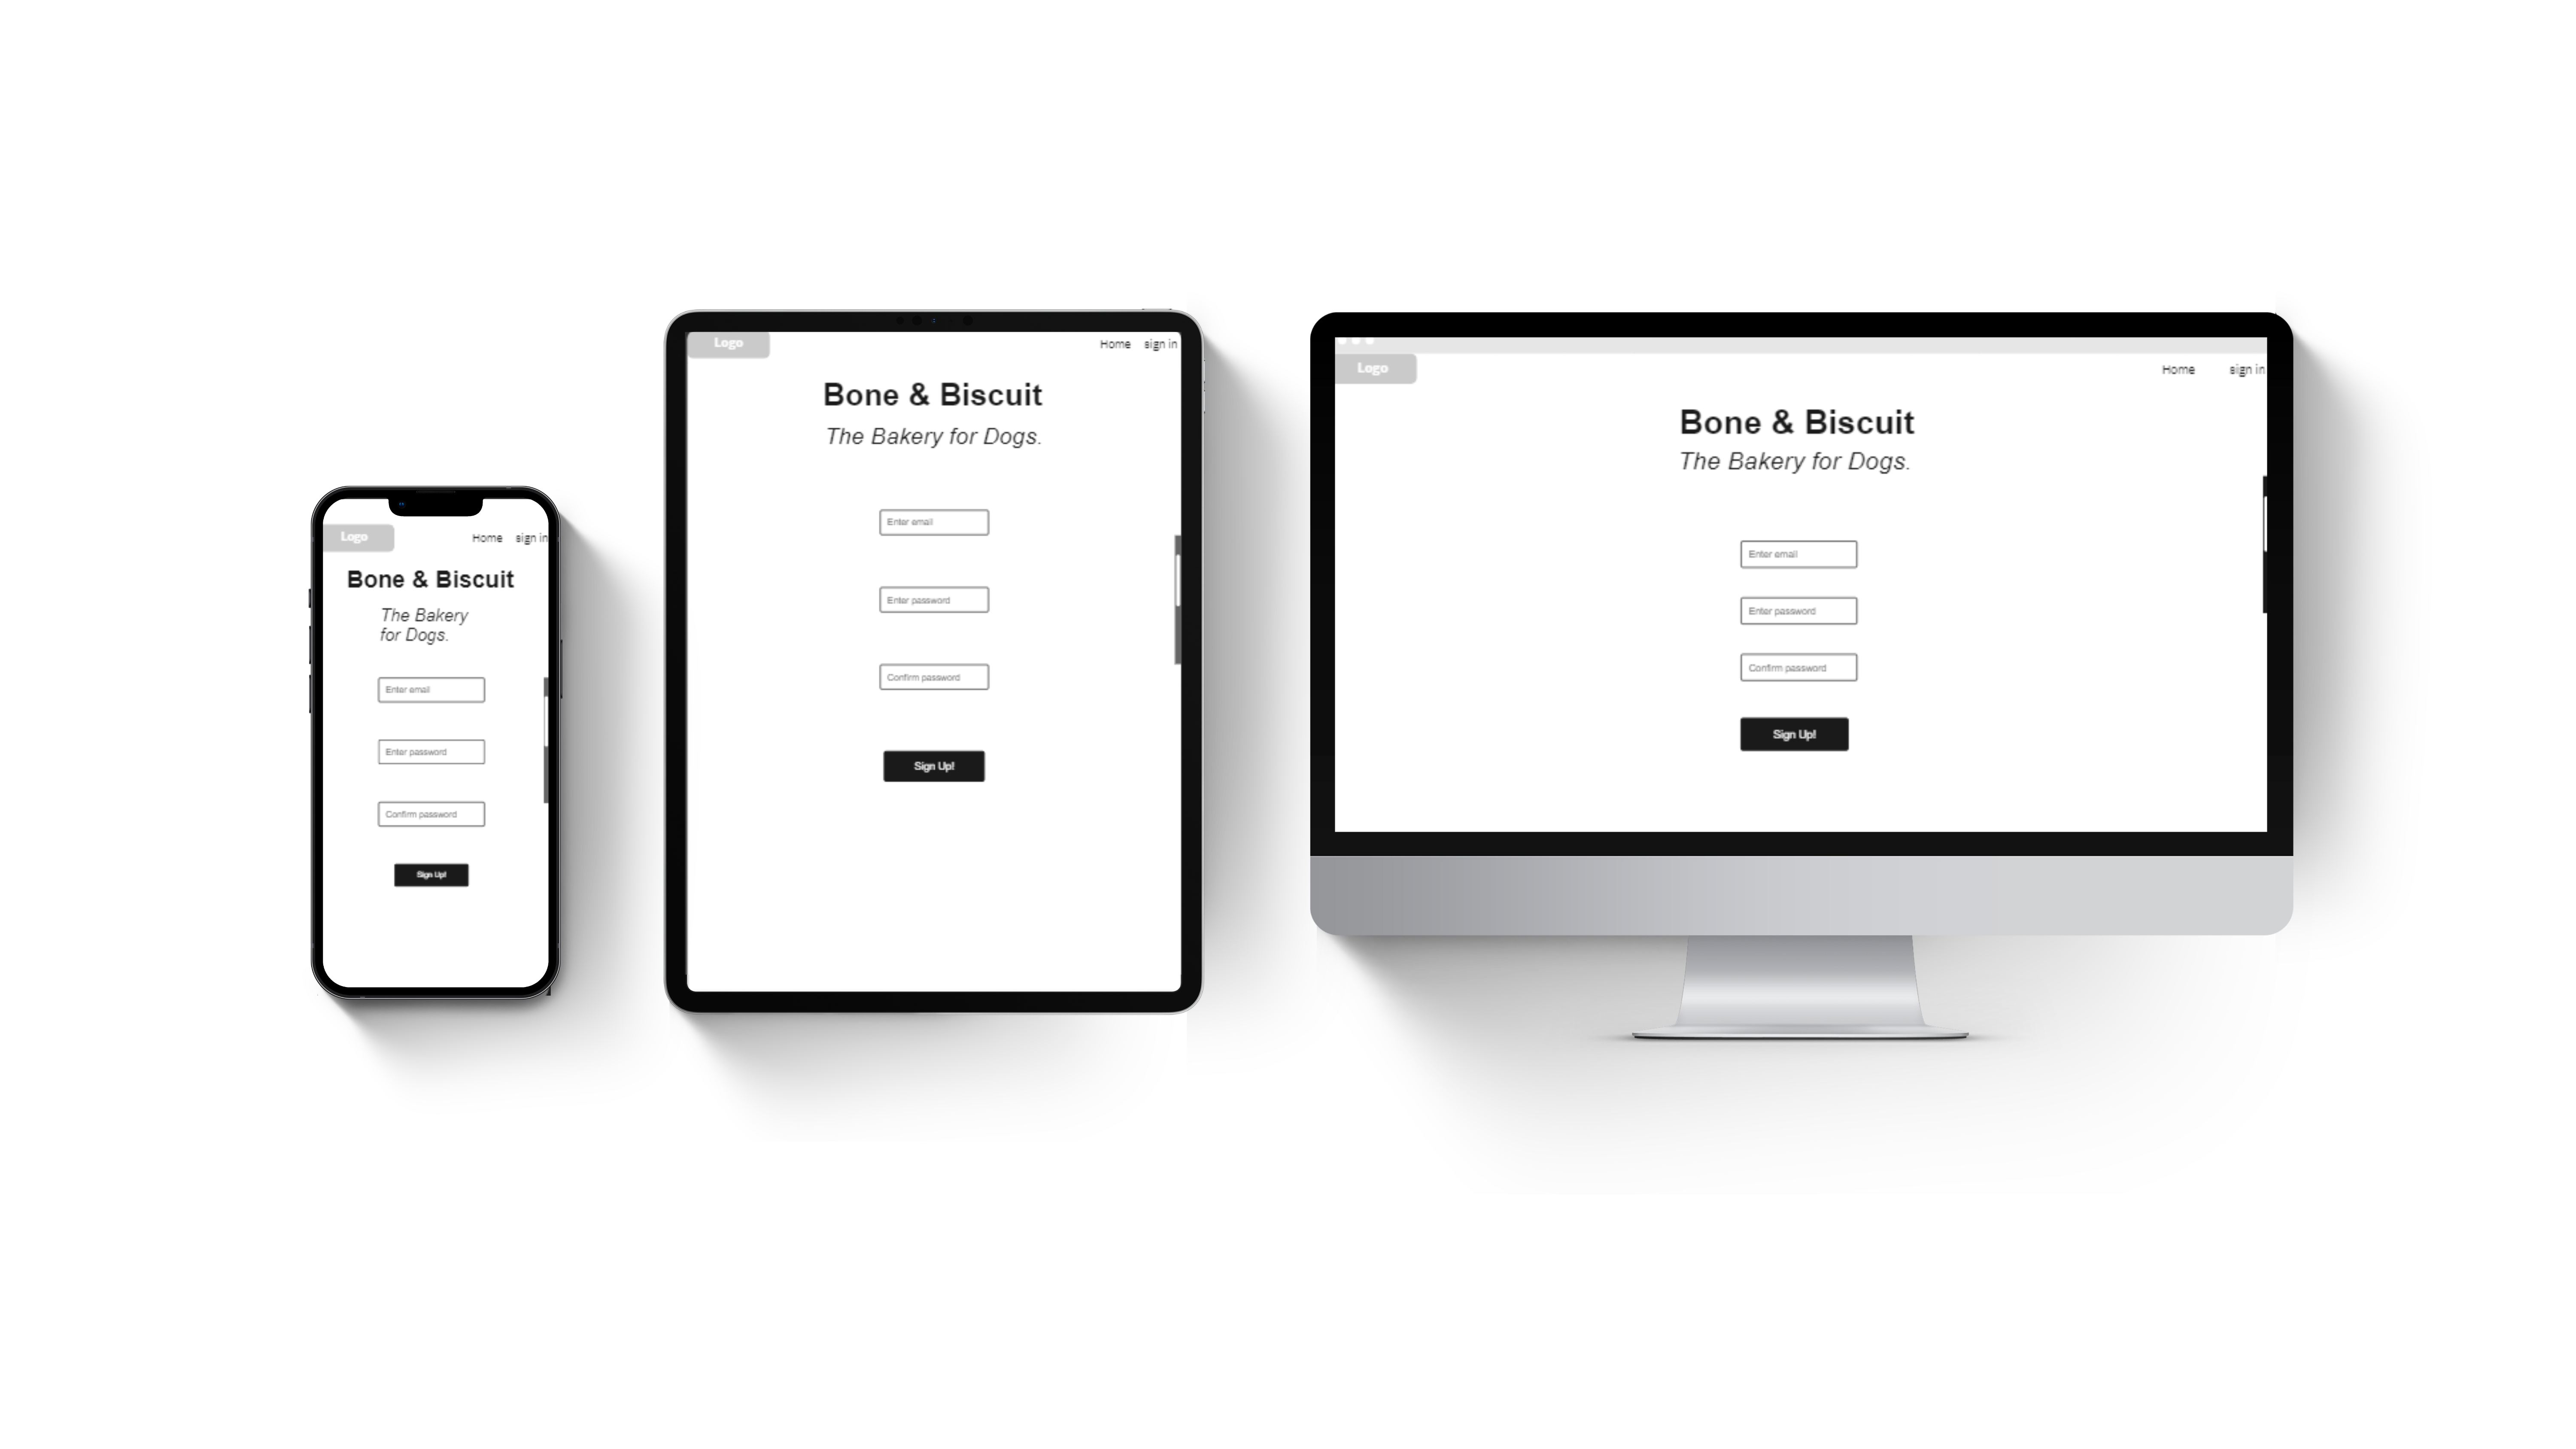 Logo
Home sign in
Bone & Biscuit
The Bakery
for Dogs.
Enter email
Enter password
Confirm password
Sign Up!
Logo
Home sign in
Bone & Biscuit
The Bakery for Dogs.
Enter email
Enter password
Confirm password
Sign Up!
Logo
Home sign in
Bone & Biscuit
The Bakery for Dogs.
Enter email
Enter password
Confirm password
Sign Up!